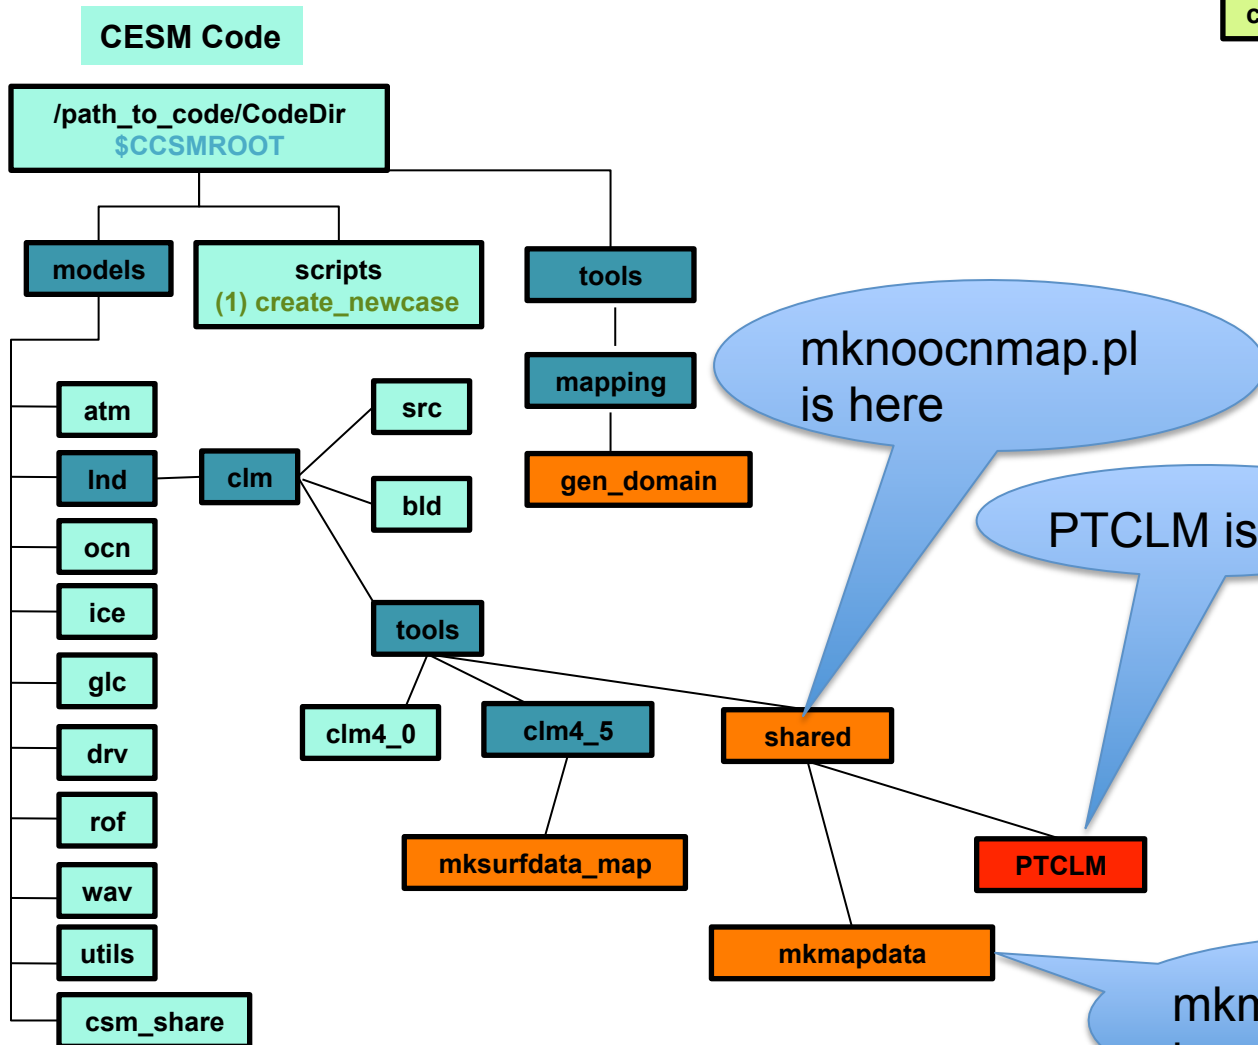 CESM Code
/path_to_code/CodeDir
$CCSMROOT
models
scripts
(1) create_newcase
tools
mapping
gen_domain
mknoocnmap.pl
is here
PTCLM is
atm
lnd
ocn
ice
glc
drv
rof
wav
utils
csm_share
clm
src
bld
tools
clm4_0
clm4_5
shared
mksurfdata_map
PTCLM
mkmapdata